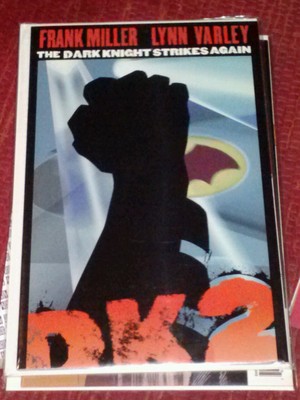 FRANK MILLER LYNN VARLEY
THE DARK KNIGHT STRIKES AGAIN
DK2